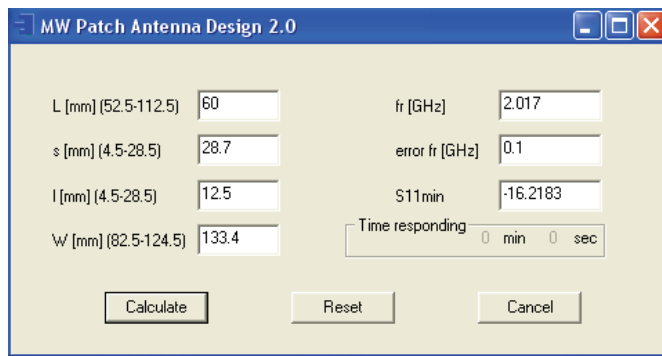 MW Patch Antenna Design 2.0
L [mm] (52.5-112.5) 60 fr [GHz] 2.017
s [mm] (4.5-28.5) 28.7 error fr [GHz] 0.1
l [mm] (4.5-28.5) 12.5 S11min -16.2183
W [mm] (82.5-124.5) 133.4 Time responding 0 min 0 sec
Calculate Reset Cancel